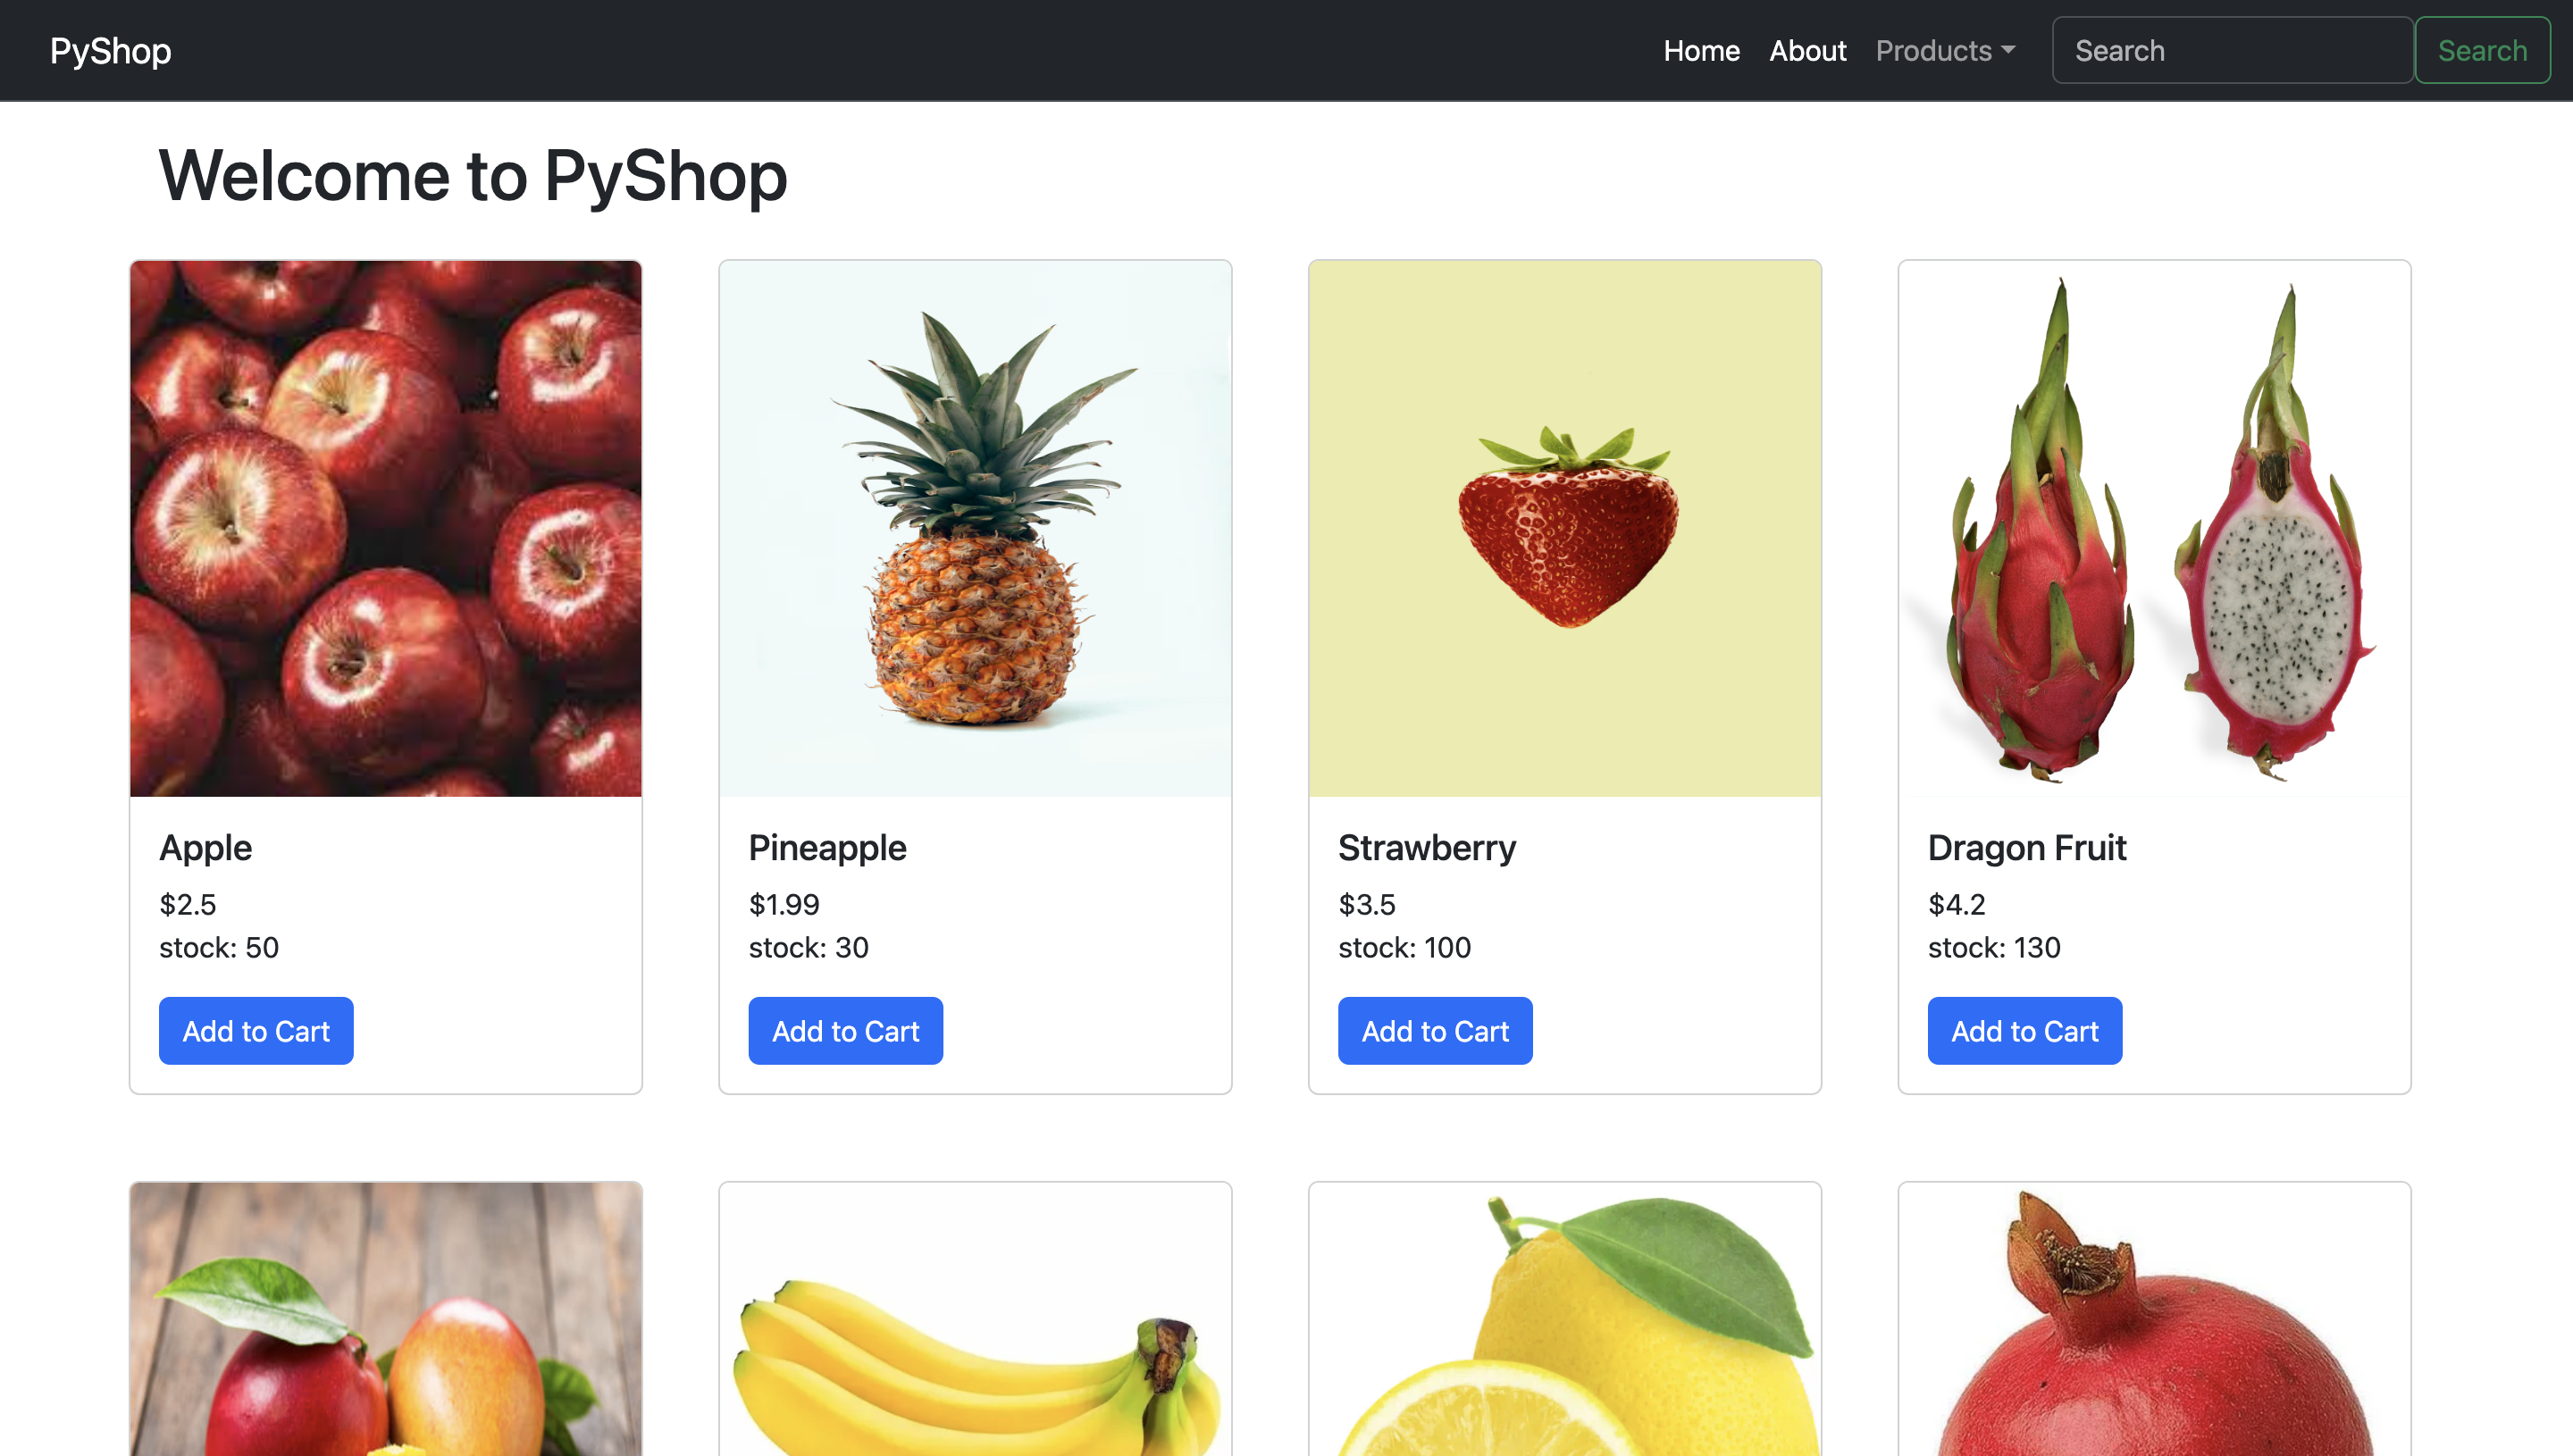 PyShop
Home About Products Search Search
Welcome to PyShop
Apple
$2.5
stock: 50
Add to Cart
Pineapple
$1.99
stock: 30
Add to Cart
Strawberry
$3.5
stock: 100
Add to Cart
Dragon Fruit
$4.2
stock: 130
Add to Cart